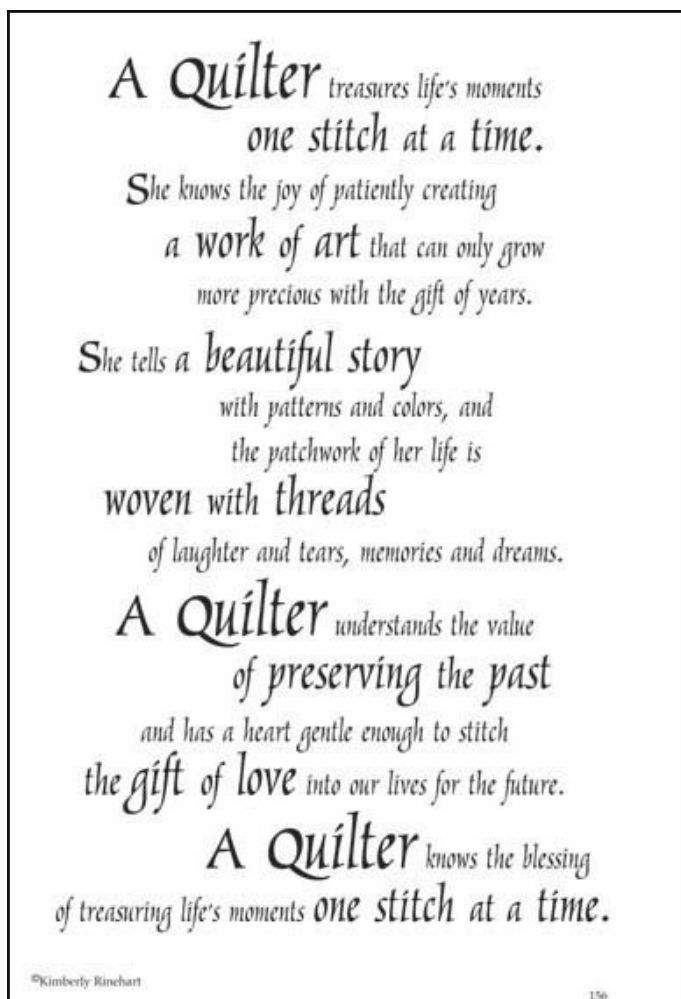 A Quilter treasures life's moments
one stitch at a time.
She knows the joy of patiently creating
a work of art that can only grow
more precious with the gift of years.
She tells a beautiful story
with patterns and colors, and
the patchwork of her life is
woven with threads
of laughter and tears, memories and dreams.
A Quilter understands the value
of preserving the past
and has a heart gentle enough to stitch
the gift of love into our lives for the future.
A Quilter knows the blessing
of treasuring life's moments one stitch at a time.
©Kimberly Rinehart
156